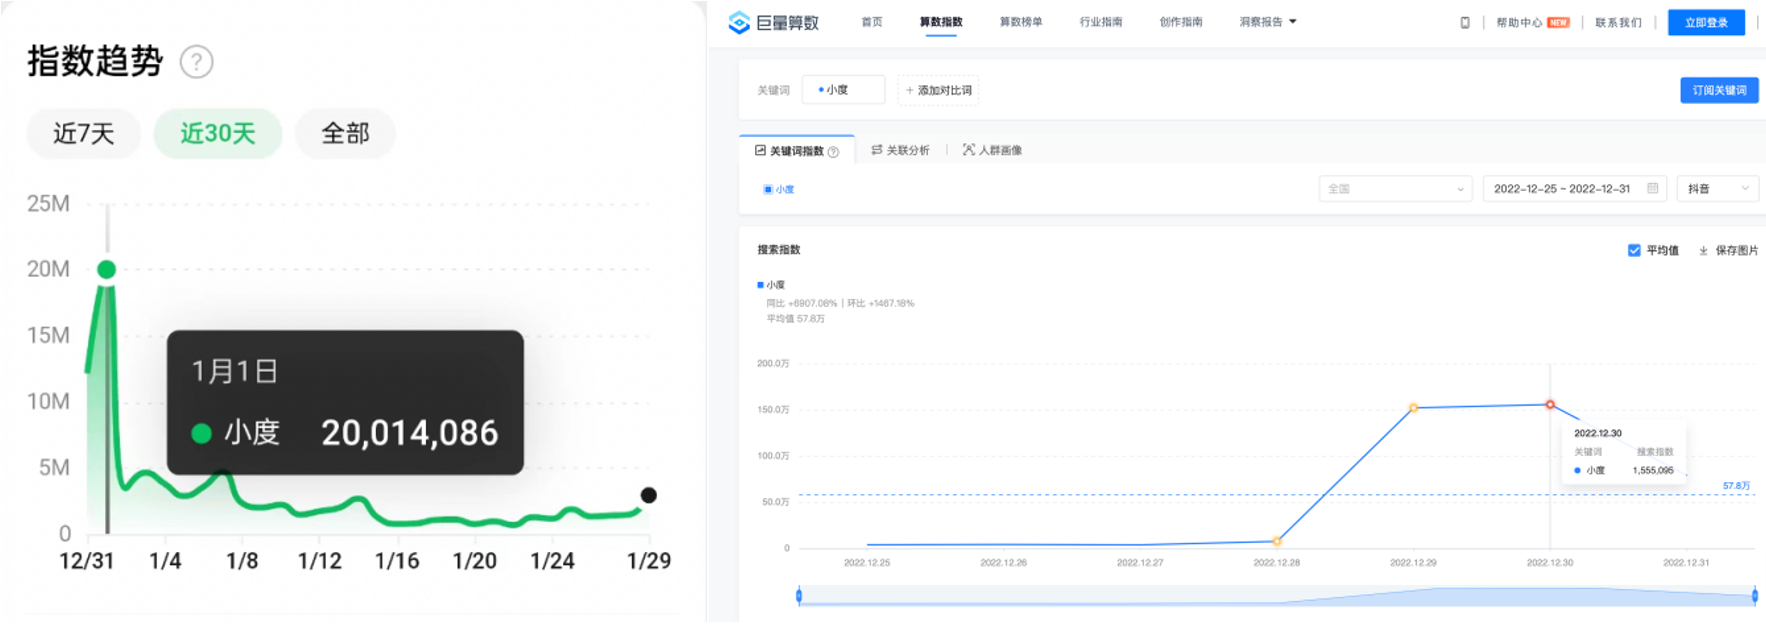 指数趋势 ?
近7天 近30天 全部
25M
20M
15M
10M
5M
0
1月1日
小度 20,014,086
12/31 1/4 1/8 1/12 1/16 1/20 1/24 1/29
巨量算数 首页 算数指数 算数榜单 行业指南 创作指南 洞察报告 帮助中心 NEW 联系我们 立即登录
关键词 小度 + 添加对比词 订阅关键词
关键词指数 ? 关联分析 人群画像
小度 全国 2022-12-25 ~ 2022-12-31 抖音
搜索指数 平均值 保存图片
小度
同比 +6907.08% | 环比 +1467.18%
平均值 57.8万
200.0万
150.0万
100.0万
50.0万
0
2022.12.30
关键词 搜索指数
小度 1,555,095
57.8万
2022.12.25 2022.12.26 2022.12.27 2022.12.28 2022.12.29 2022.12.30 2022.12.31